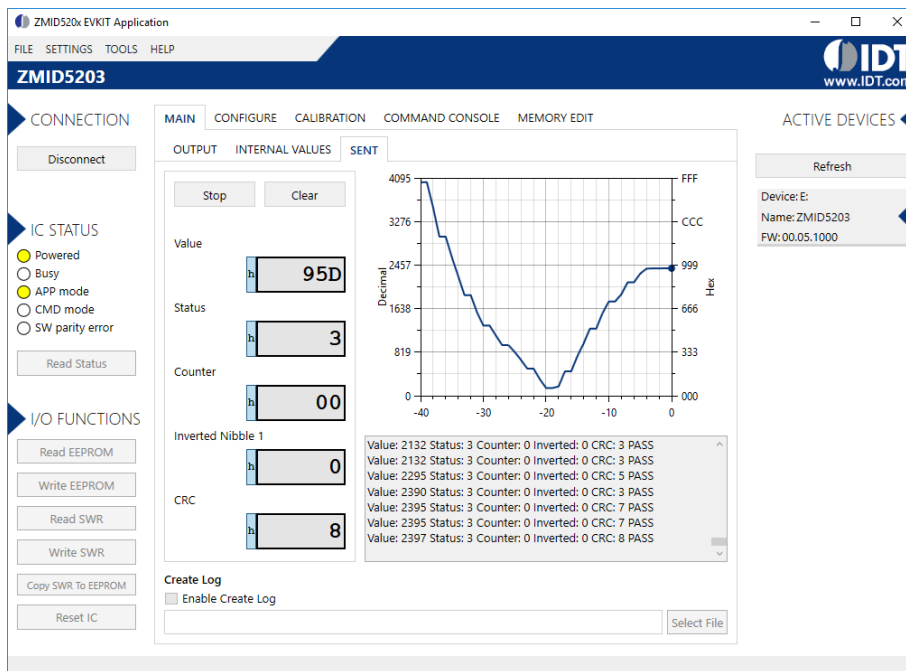 ZMID520x EVKIT Application
FILE SETTINGS TOOLS HELP
IDT
www.IDT.com
ZMID5203
CONNECTION
Disconnect
IC STATUS
Powered
Busy
APP mode
CMD mode
SW parity error
Read Status
I/O FUNCTIONS
Read EEPROM
Write EEPROM
Read SWR
Write SWR
Copy SWR To EEPROM
Reset IC
MAIN CONFIGURE CALIBRATION COMMAND CONSOLE MEMORY EDIT
OUTPUT INTERNAL VALUES SENT
Stop Clear
Value
h 95D
Status
h 3
Counter
h 00
Inverted Nibble 1
h 0
CRC
h 8
4095 FFF
3276 CCC
2457 999
1638 666
819 333
0 000
Decimal
Hex
-40 -30 -20 -10 0
Value: 2132 Status: 3 Counter: 0 Inverted: 0 CRC: 3 PASS
Value: 2132 Status: 3 Counter: 0 Inverted: 0 CRC: 3 PASS
Value: 2295 Status: 3 Counter: 0 Inverted: 0 CRC: 5 PASS
Value: 2390 Status: 3 Counter: 0 Inverted: 0 CRC: 3 PASS
Value: 2395 Status: 3 Counter: 0 Inverted: 0 CRC: 7 PASS
Value: 2395 Status: 3 Counter: 0 Inverted: 0 CRC: 7 PASS
Value: 2397 Status: 3 Counter: 0 Inverted: 0 CRC: 8 PASS
Create Log
Enable Create Log
Select File
ACTIVE DEVICES
Refresh
Device: E:
Name: ZMID5203
FW: 00.05.1000